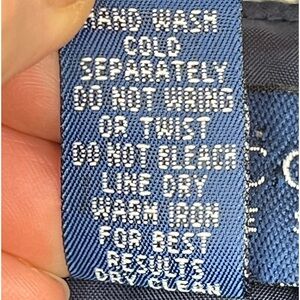 HAND WASH
COLD
SEPARATELY
DO NOT WRING
OR TWIST
DO NOT BLEACH
LINE DRY
WARM IRON
FOR BEST
RESULTS
DRY CLEAN